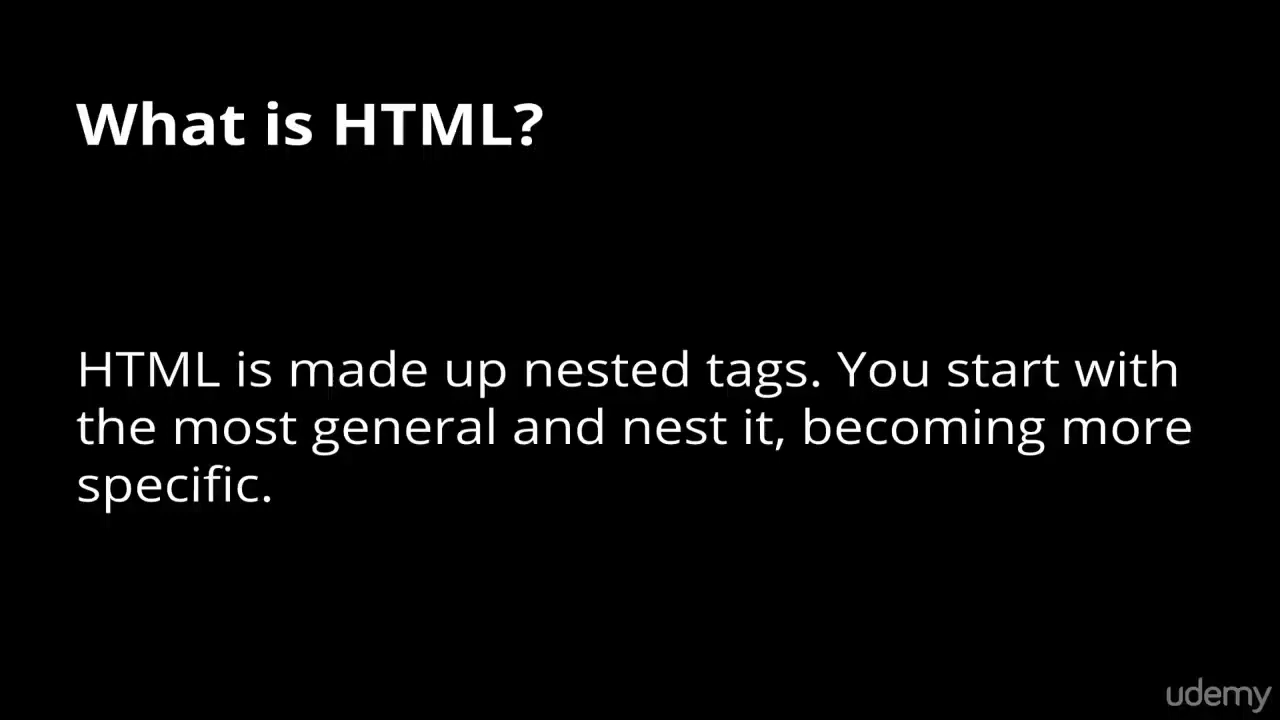 What is HTML?
HTML is made up nested tags. You start with
the most general and nest it, becoming more
specific.
udemy